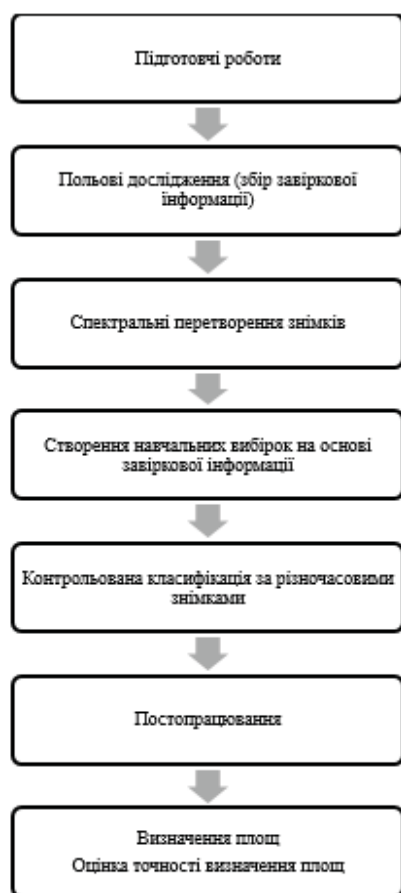 Підготовчі роботи
Польові дослідження (збір завіркової
інформації)
Спектральні перетворення знімків
Створення навчальних вибірок на основі
завіркової інформації
Контрольована класифікація за різночасовими
знімками
Постопрацювання
Визначення площ
Оцінка точності визначення площ